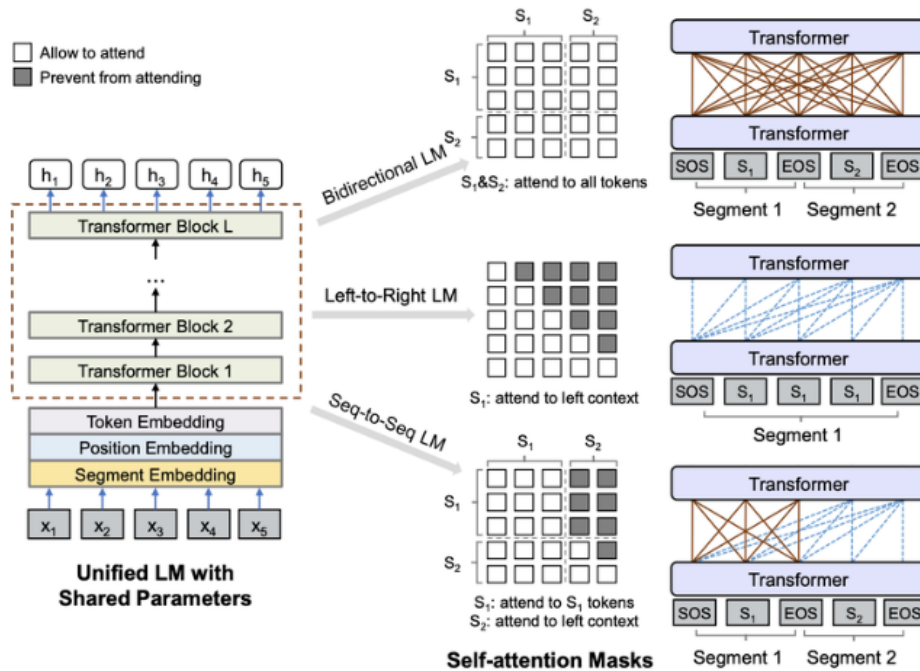 Allow to attend
Prevent from attending
h1 h2 h3 h4 h5
Transformer Block L
...
Transformer Block 2
Transformer Block 1
Token Embedding
Position Embedding
Segment Embedding
x1 x2 x3 x4 x5
Unified LM with
Shared Parameters
Bidirectional LM
Left-to-Right LM
Seq-to-Seq LM
S1 S2
S1
S2
S1&S2: attend to all tokens
S1: attend to left context
S1 S2
S1
S2
S1: attend to S1 tokens
S2: attend to left context
Self-attention Masks
Transformer
Transformer
SOS S1 EOS S2 EOS
Segment 1 Segment 2
Transformer
Transformer
SOS S1 S1 S1 EOS
Segment 1
Transformer
Transformer
SOS S1 EOS S2 EOS
Segment 1 Segment 2